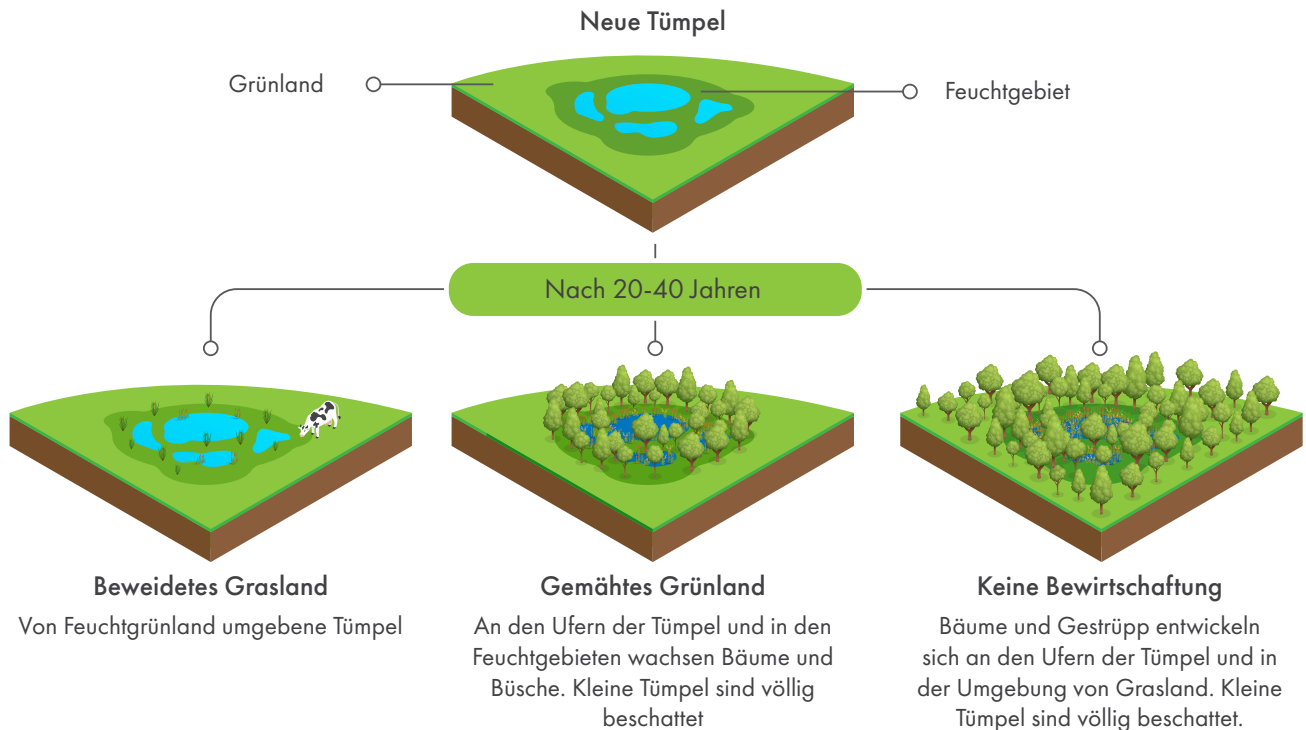 Neue Tümpel
Grünland
Feuchtgebiet
Nach 20-40 Jahren
Beweidetes Grasland
Von Feuchtgrünland umgebene Tümpel
Gemähtes Grünland
An den Ufern der Tümpel und in den
Feuchtgebieten wachsen Bäume und
Büsche. Kleine Tümpel sind völlig
beschattet
Keine Bewirtschaftung
Bäume und Gestrüpp entwickeln
sich an den Ufern der Tümpel und in
der Umgebung von Grasland. Kleine
Tümpel sind völlig beschattet.